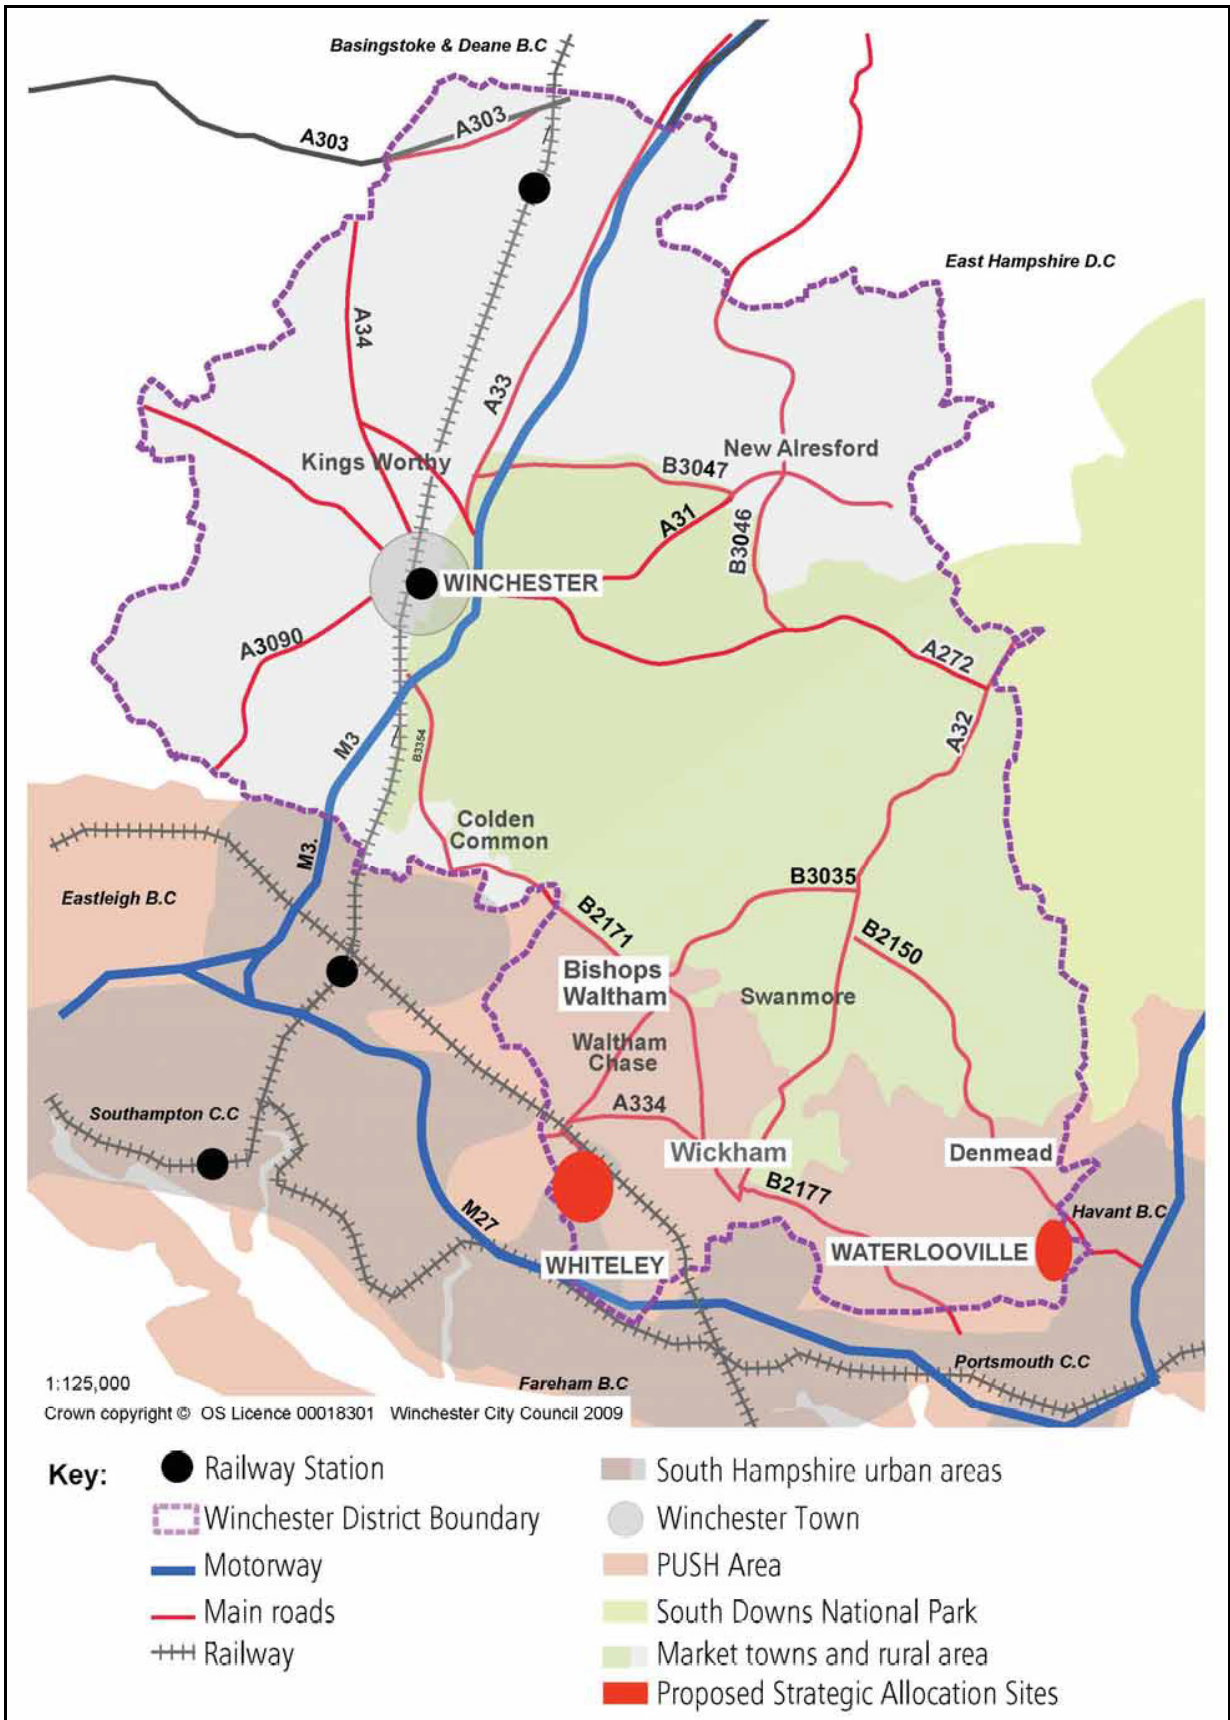 Basingstoke & Deane B.C
A303
A303
East Hampshire D.C
A34
A33
Kings Worthy
New Alresford
B3047
A31
B3046
WINCHESTER
A3090
A272
A32
M3
B3354
Colden
Common
M3.
B3035
Eastleigh B.C
B2171
B2150
Bishops
Waltham
Swanmore
Waltham
Chase
A334
Southampton C.C
Wickham
Denmead
B2177
Havant B.C
M27
WATERLOOVILLE
WHITELEY
Portsmouth C.C
1:125,000
Fareham B.C
Crown copyright © OS Licence 00018301 Winchester City Council 2009
Key:
Railway Station
Winchester District Boundary
Motorway
Main roads
Railway
South Hampshire urban areas
Winchester Town
PUSH Area
South Downs National Park
Market towns and rural area
Proposed Strategic Allocation Sites